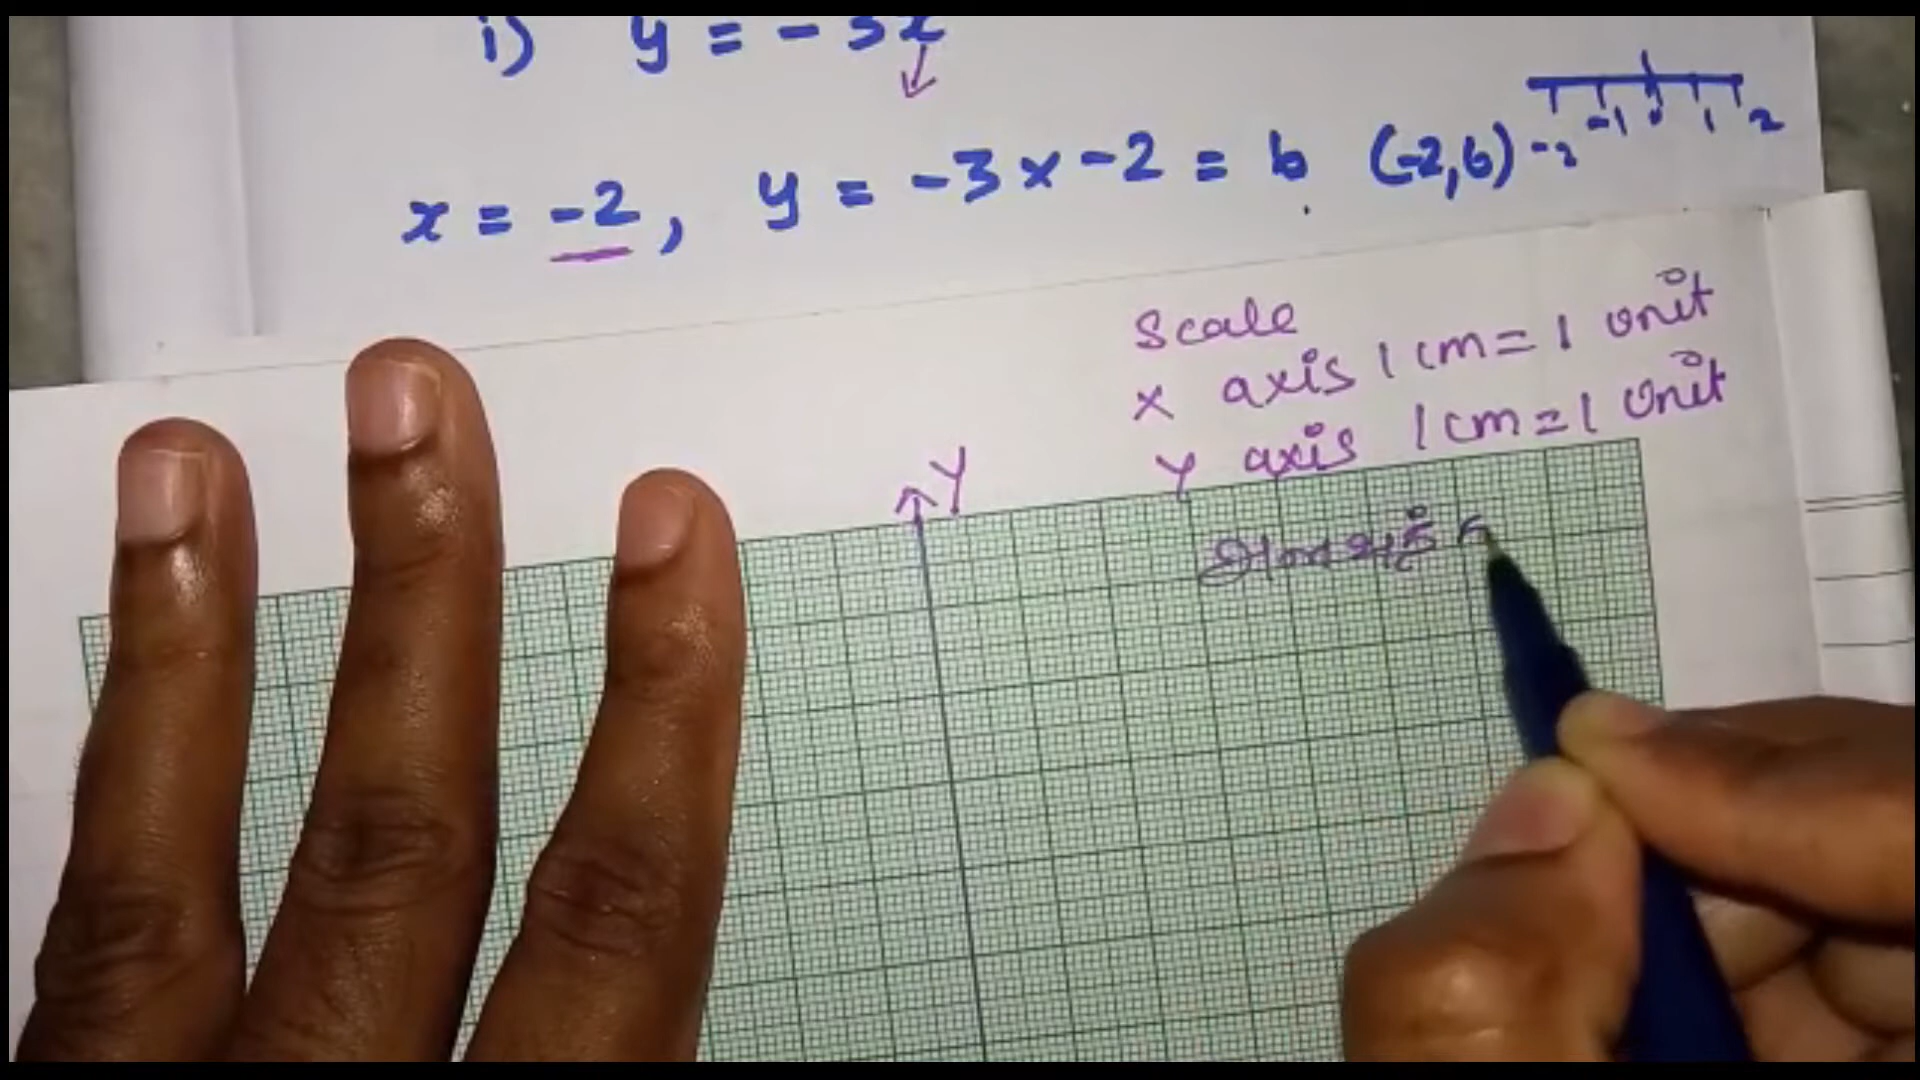 i) y = - 3x
-2 -1 0 1 2
x = -2, y = -3 x -2 = 6 (-2,6)
Scale
X axis 1 cm = 1 unit
Y axis 1 cm = 1 unit
Y